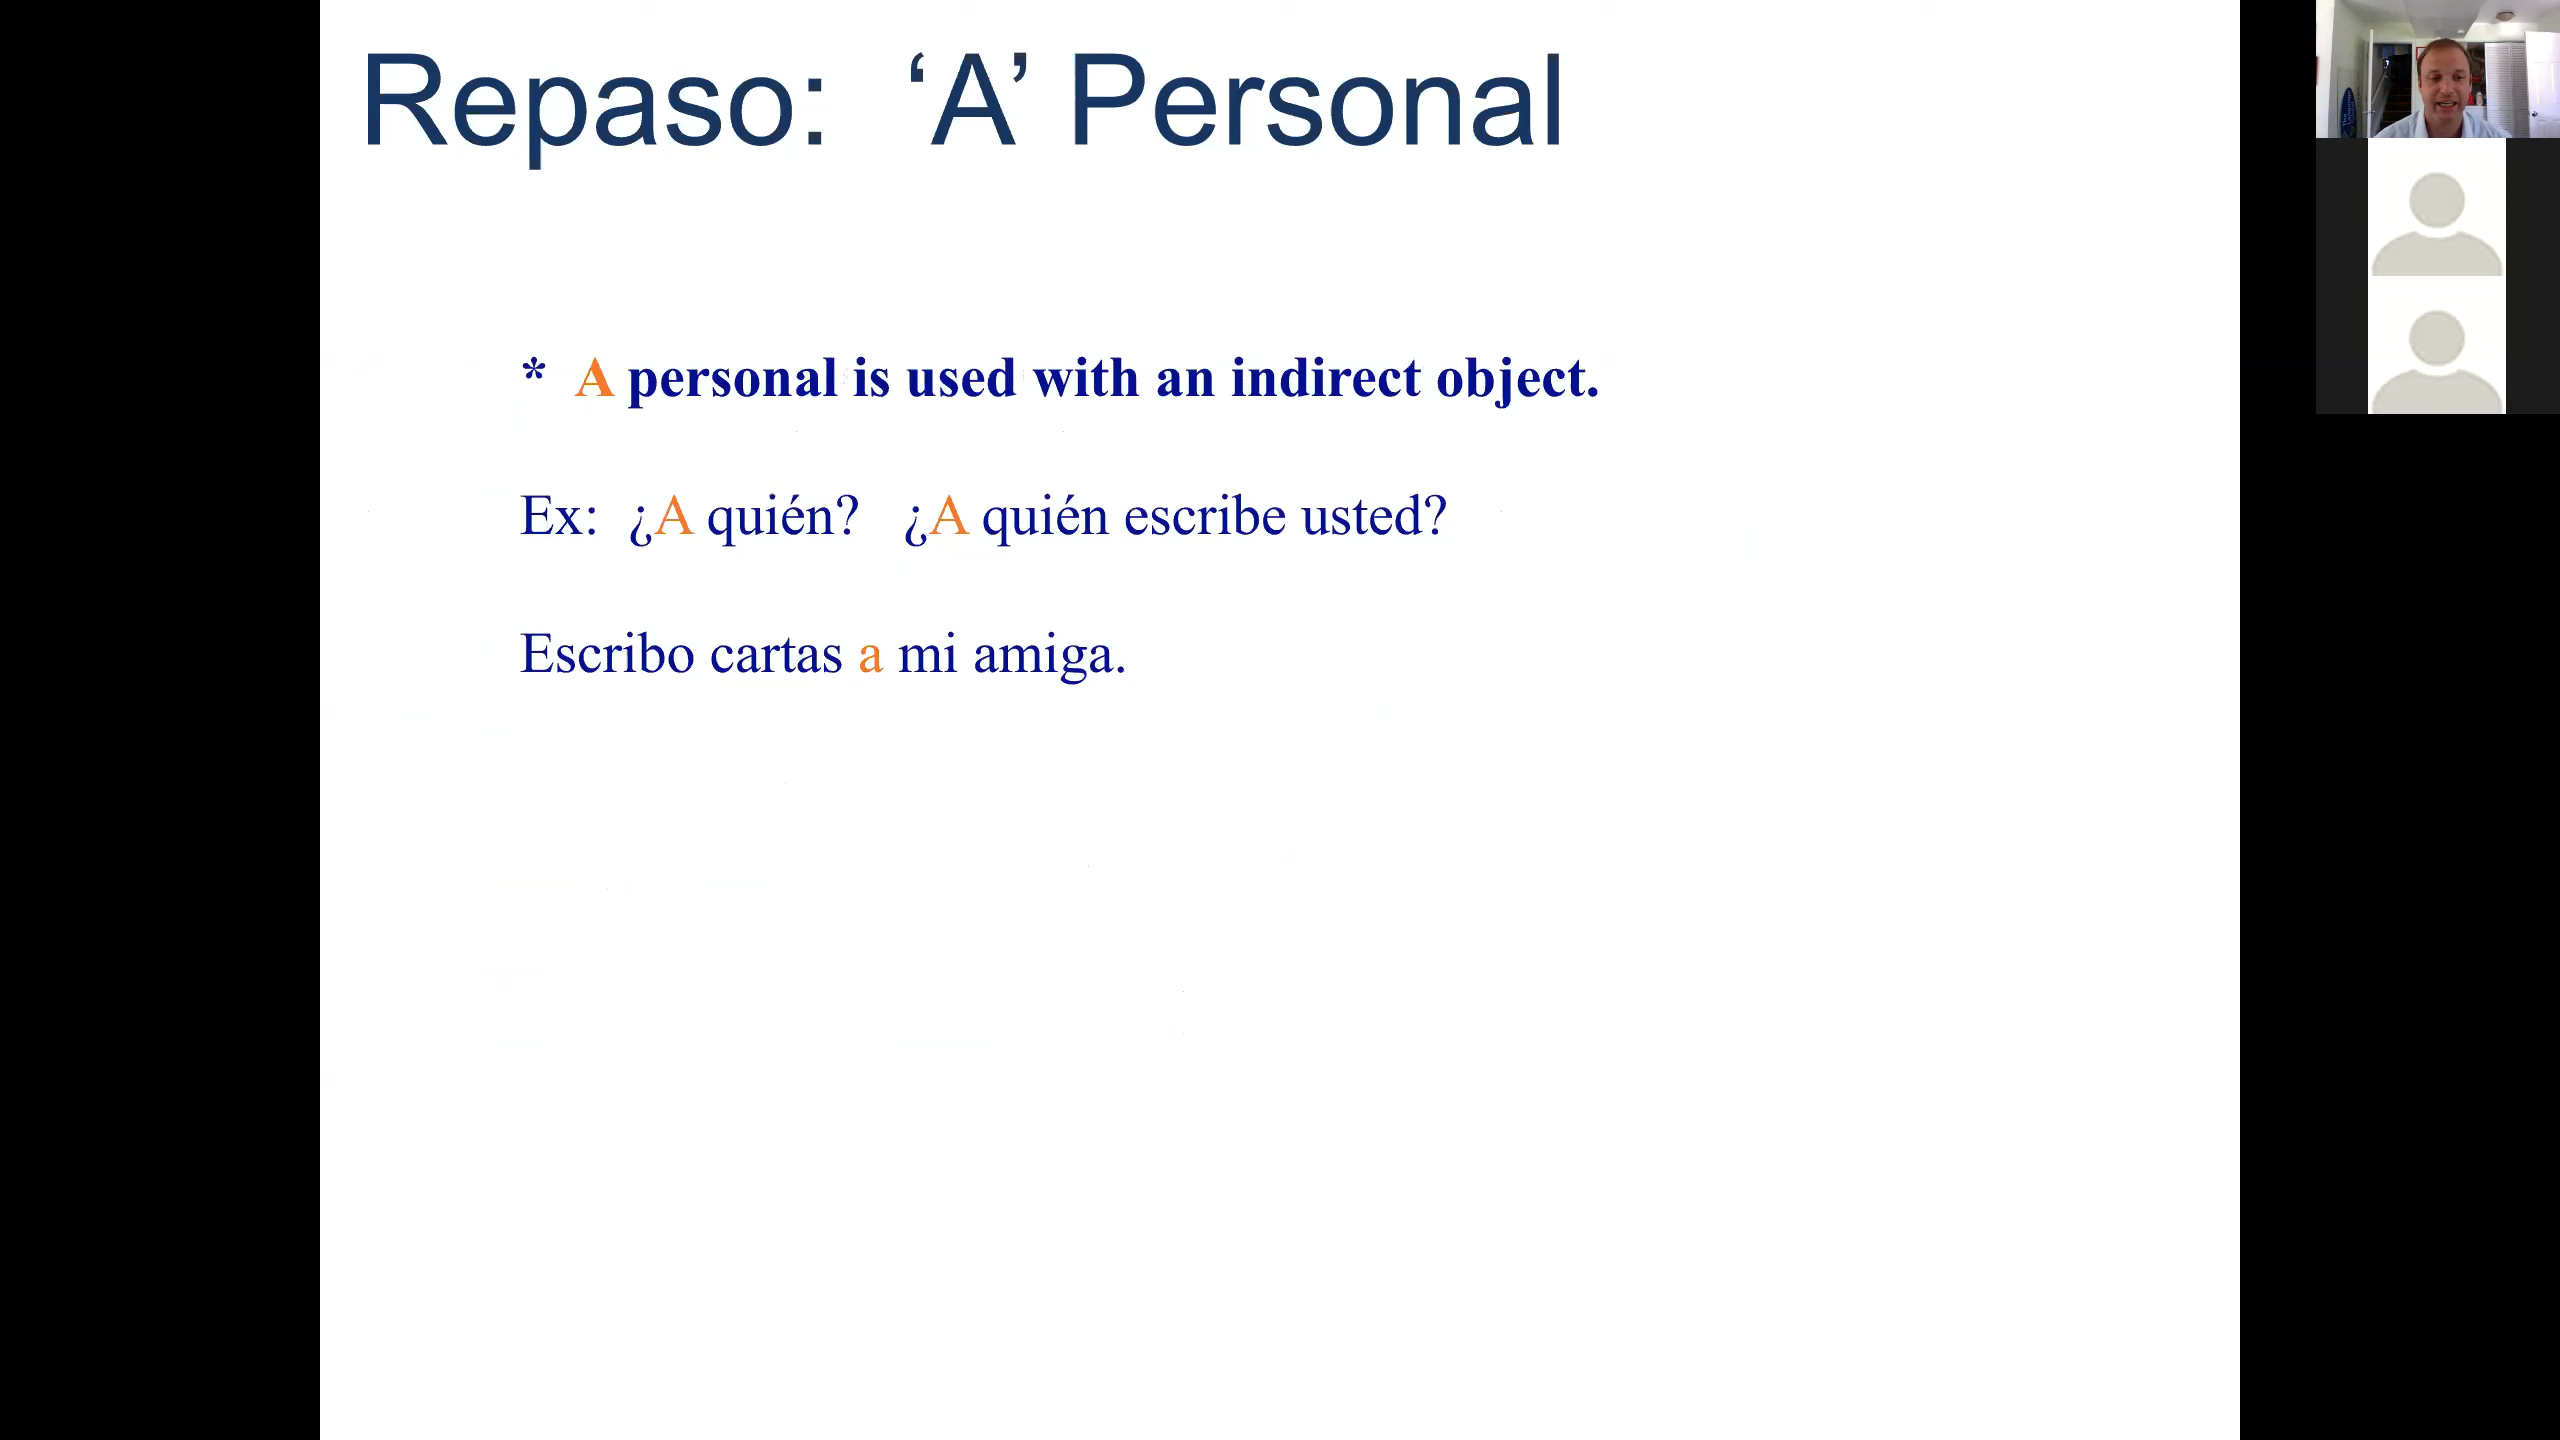 Repaso: ‘A’ Personal
* A personal is used with an indirect object.
Ex: ¿A quién? ¿A quién escribe usted?
Escribo cartas a mi amiga.